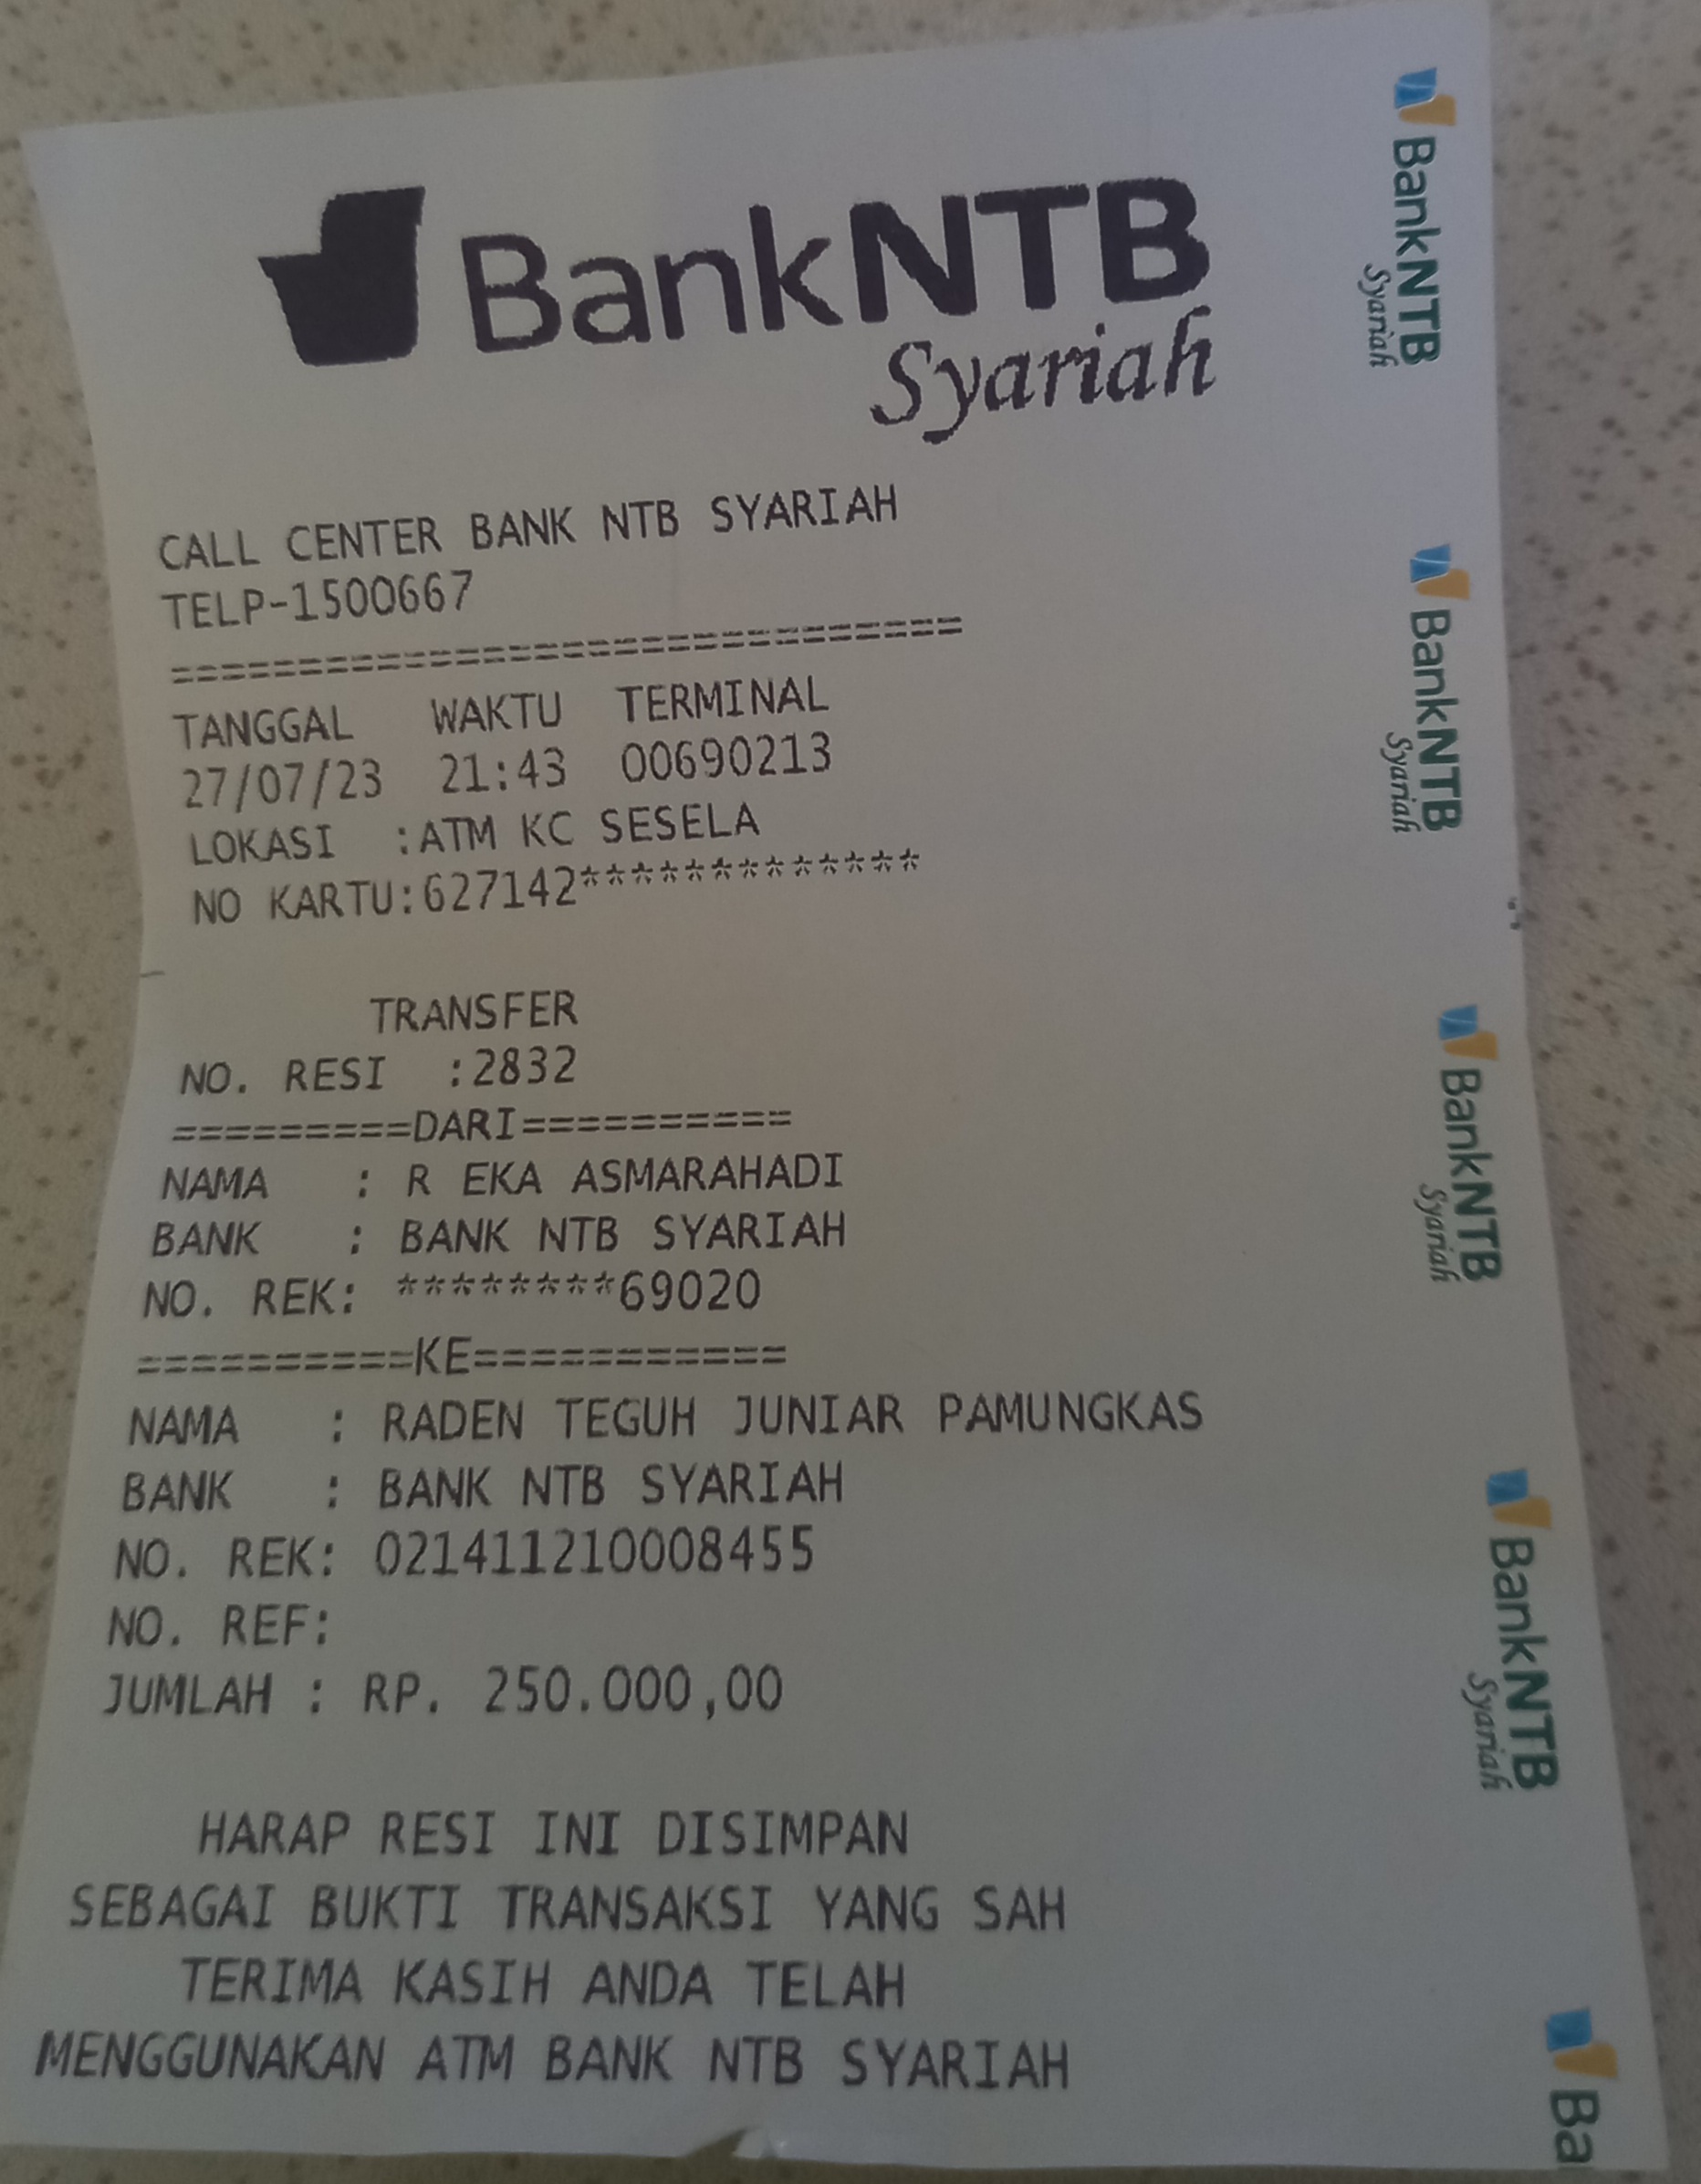 BankNTB
Syariah
CALL CENTER BANK NTB SYARIAH
TELP-1500667
==============================
TANGGAL WAKTU TERMINAL
27/07/23 21:43 00690213
LOKASI :ATM KC SESELA
NO KARTU:627142*************
TRANSFER
NO. RESI :2832
=========DARI==========
NAMA : R EKA ASMARAHADI
BANK : BANK NTB SYARIAH
NO. REK: ********69020
==========KE===========
NAMA : RADEN TEGUH JUNIAR PAMUNGKAS
BANK : BANK NTB SYARIAH
NO. REK: 021411210008455
NO. REF:
JUMLAH : RP. 250.000,00
HARAP RESI INI DISIMPAN
SEBAGAI BUKTI TRANSAKSI YANG SAH
TERIMA KASIH ANDA TELAH
MENGGUNAKAN ATM BANK NTB SYARIAH
BankNTB
Syariah
BankNTB
Syariah
BankNTB
Syariah
BankNTB
Syariah
Ba